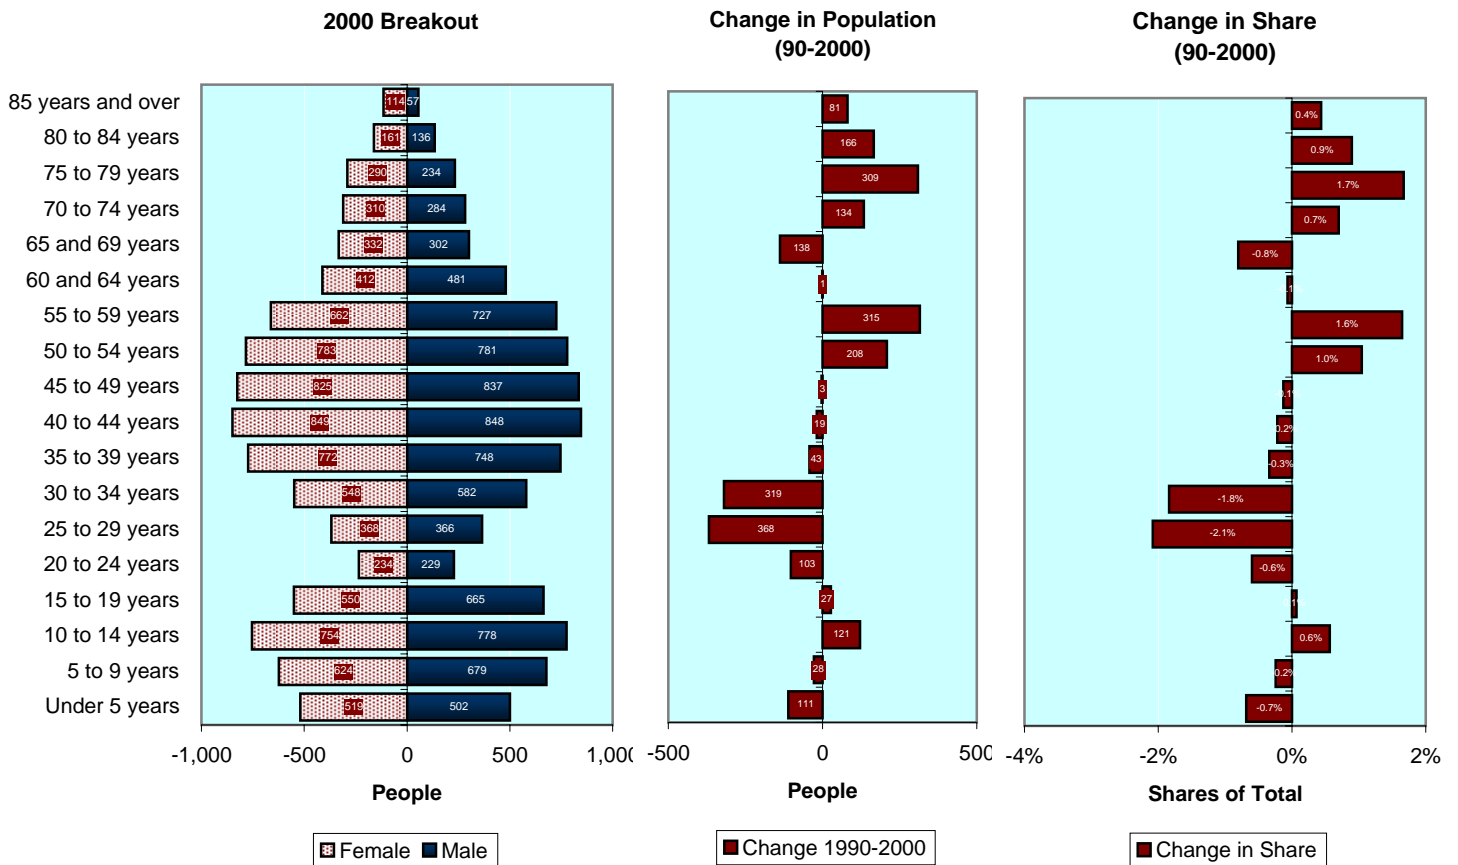 2000 Breakout
Change in Population
(90-2000)
Change in Share
(90-2000)
85 years and over 114 57 81 0.4%
80 to 84 years 161 136 166 0.9%
75 to 79 years 290 234 309 1.7%
70 to 74 years 310 284 134 0.7%
65 and 69 years 332 302 138 -0.8%
60 and 64 years 412 481 1
55 to 59 years 662 727 315 1.6%
50 to 54 years 783 781 208 1.0%
45 to 49 years 825 837 3
40 to 44 years 849 848 19 0.2%
35 to 39 years 772 748 43 -0.3%
30 to 34 years 548 582 319 -1.8%
25 to 29 years 368 366 368 -2.1%
20 to 24 years 234 229 103 -0.6%
15 to 19 years 550 665 27
10 to 14 years 754 778 121 0.6%
5 to 9 years 624 679 28 0.2%
Under 5 years 519 502 111 -0.7%
-1,000 -500 0 500 1,000
-500 0 500
-4% -2% 0% 2%
People
People
Shares of Total
Female Male
Change 1990-2000
Change in Share